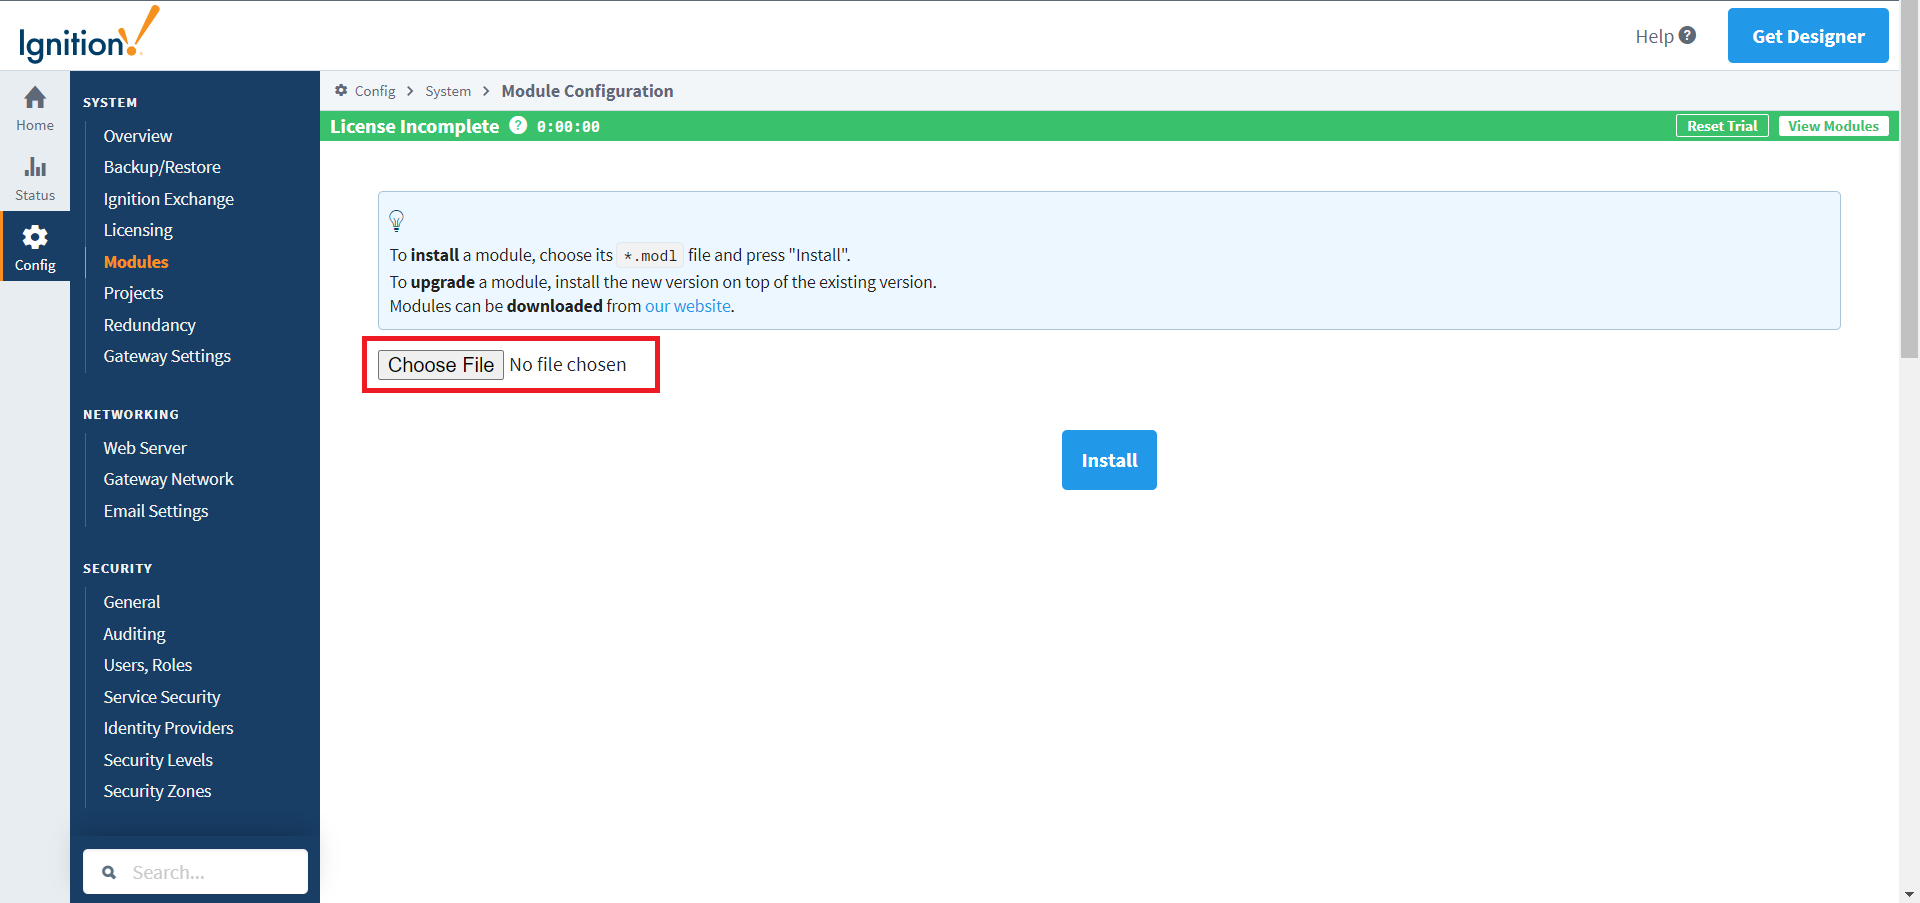 Ignition!
Help ?
Get Designer
Home
Status
Config
SYSTEM
Overview
Backup/Restore
Ignition Exchange
Licensing
Modules
Projects
Redundancy
Gateway Settings
NETWORKING
Web Server
Gateway Network
Email Settings
SECURITY
General
Auditing
Users, Roles
Service Security
Identity Providers
Security Levels
Security Zones
Search...
Config > System > Module Configuration
License Incomplete ? 0:00:00
Reset Trial
View Modules
To install a module, choose its *.modl file and press "Install".
To upgrade a module, install the new version on top of the existing version.
Modules can be downloaded from our website.
Choose File No file chosen
Install